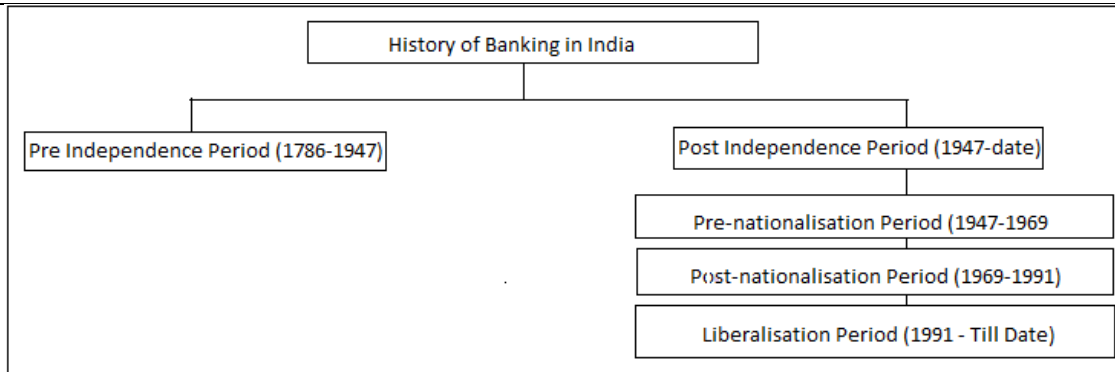 History of Banking in India
Pre Independence Period (1786-1947)
Post Independence Period (1947-date)
Pre-nationalisation Period (1947-1969
Post-nationalisation Period (1969-1991)
Liberalisation Period (1991 - Till Date)